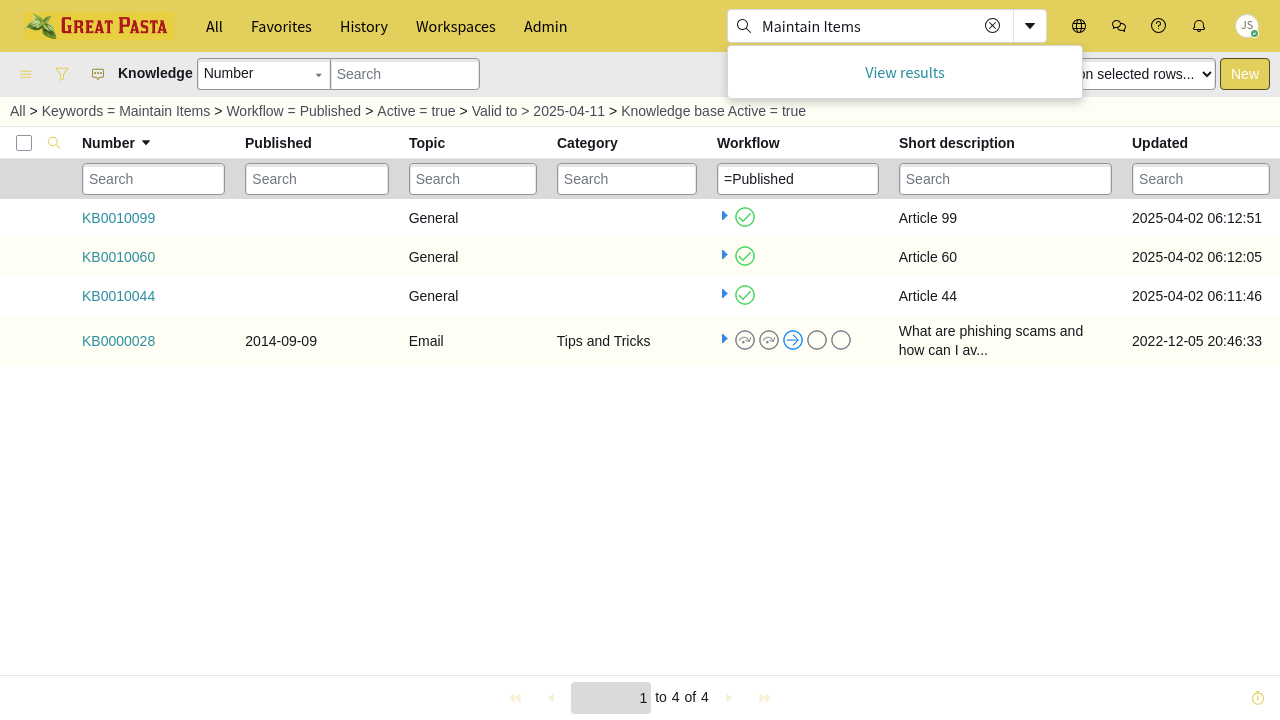 GREAT PASTA All Favorites History Workspaces Admin Maintain Items JS
View results
Knowledge Number Search on selected rows... New
All > Keywords = Maintain Items > Workflow = Published > Active = true > Valid to > 2025-04-11 > Knowledge base Active = true
Number Published Topic Category Workflow Short description Updated
Search Search Search Search =Published Search Search
KB0010099 General Article 99 2025-04-02 06:12:51
KB0010060 General Article 60 2025-04-02 06:12:05
KB0010044 General Article 44 2025-04-02 06:11:46
KB0000028 2014-09-09 Email Tips and Tricks What are phishing scams and how can I av... 2022-12-05 20:46:33
1 to 4 of 4